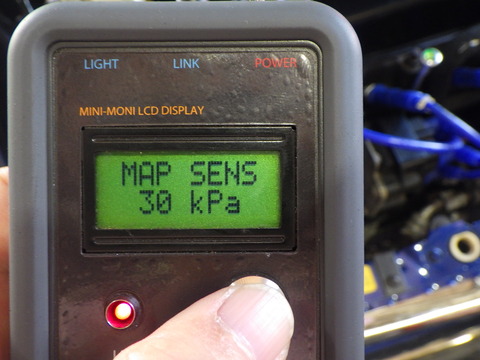 LIGHT LINK POWER
MINI-MONI LCD DISPLAY
MAP SENS
30 kPa